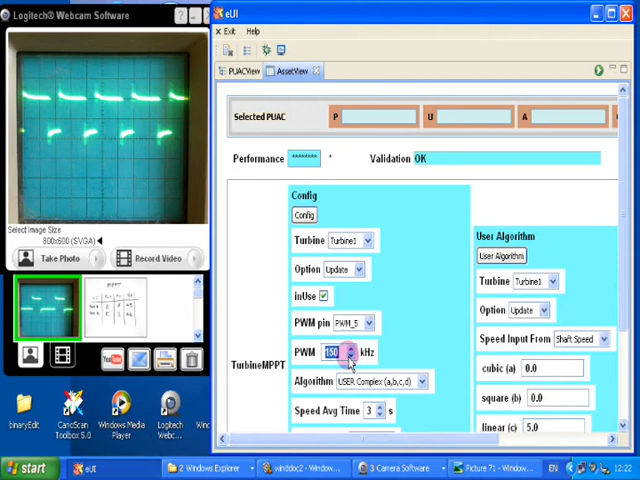 Logitech® Webcam Software
Select Image Size
800x600 (SVGA)
Take Photo
Record Video
MPPT
You Tube
binaryEdit
CanoScan Toolbox 5.0
Windows Media Player
Logitech Webc...
eUI
Exit Help
PUACView AssetView
Selected PUAC P U A
Performance ******** * Validation OK
TurbineMPPT
Config
Config
Turbine Turbine1
Option Update
inUse
PWM pin PWM_5
PWM 150 kHz
Algorithm USER Complex (a,b,c,d)
Speed Avg Time 3 s
User Algorithm
User Algorithm
Turbine Turbine1
Option Update
Speed Input From Shaft Speed
cubic (a) 0.0
square (b) 0.0
linear (c) 5.0
start eUI 2 Windows Explorer winddoc2 - Window... 3 Camera Software Picture 71 - Window... EN 12:22